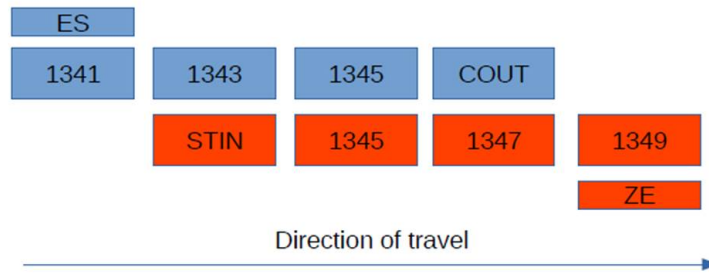 ES
1341 1343 1345 COUT
STIN 1345 1347 1349
ZE
Direction of travel